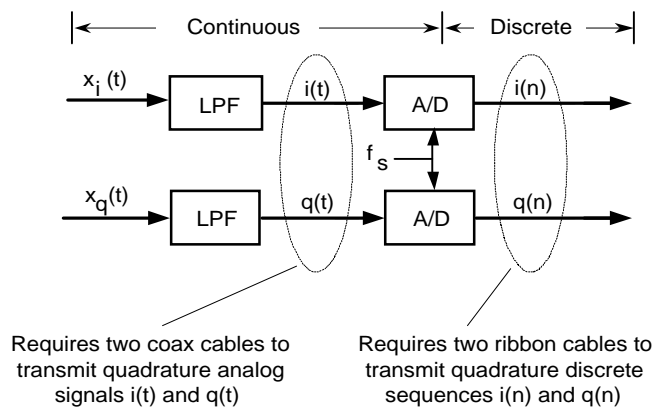 Continuous Discrete
x_i (t) LPF i(t) A/D i(n)
f_s
x_q(t) LPF q(t) A/D q(n)
Requires two coax cables to
transmit quadrature analog
signals i(t) and q(t)
Requires two ribbon cables to
transmit quadrature discrete
sequences i(n) and q(n)